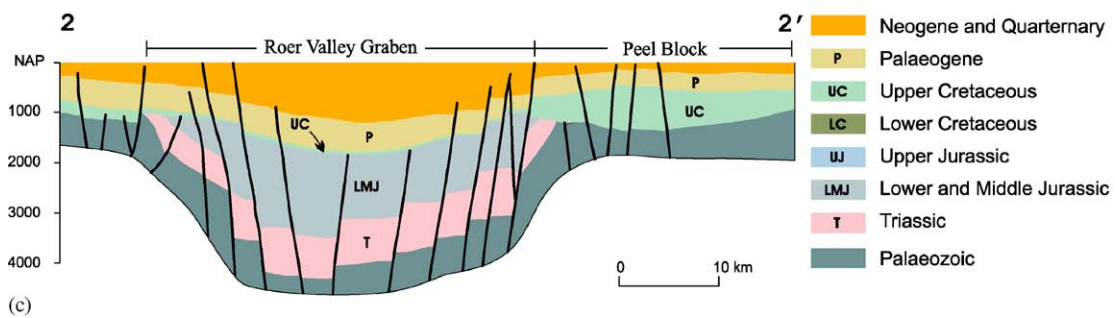 2
2′
Roer Valley Graben
Peel Block
NAP
1000
2000
3000
4000
UC
P
LMJ
T
P
UC
0
10 km
(c)
Neogene and Quarternary
P Palaeogene
UC Upper Cretaceous
LC Lower Cretaceous
UJ Upper Jurassic
LMJ Lower and Middle Jurassic
T Triassic
Palaeozoic